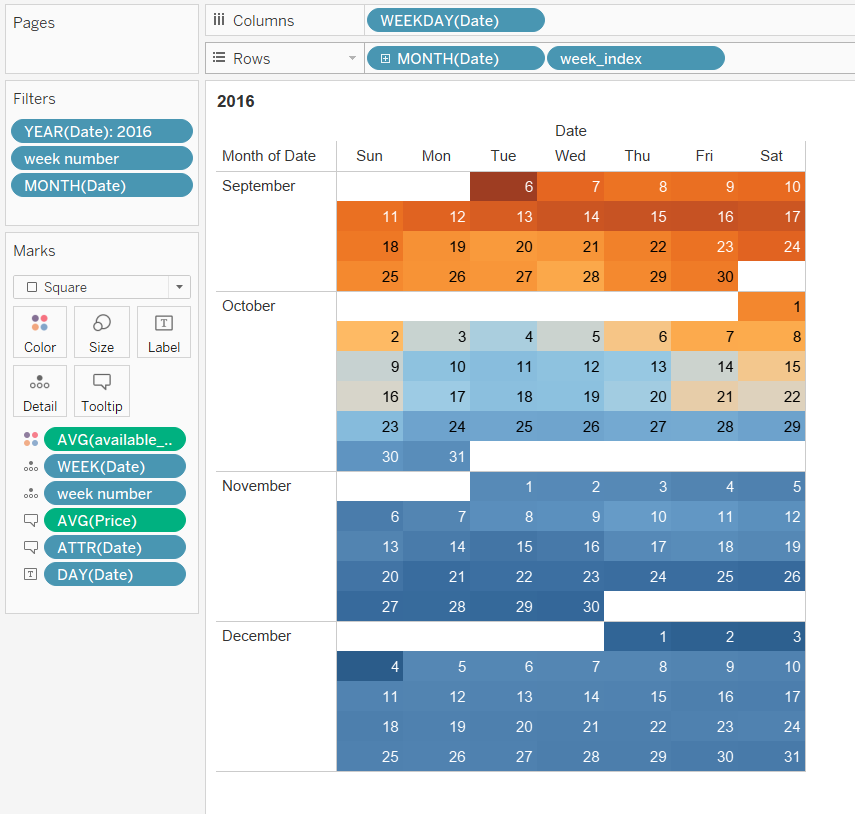 Pages
Columns WEEKDAY(Date)
Rows MONTH(Date) week_index
Filters
YEAR(Date): 2016
week number
MONTH(Date)
Marks
Square
Color Size Label
Detail Tooltip
AVG(available_..
WEEK(Date)
week number
AVG(Price)
ATTR(Date)
DAY(Date)
2016
Date
Month of Date Sun Mon Tue Wed Thu Fri Sat
September 6 7 8 9 10
11 12 13 14 15 16 17
18 19 20 21 22 23 24
25 26 27 28 29 30
October 1
2 3 4 5 6 7 8
9 10 11 12 13 14 15
16 17 18 19 20 21 22
23 24 25 26 27 28 29
30 31
November 1 2 3 4 5
6 7 8 9 10 11 12
13 14 15 16 17 18 19
20 21 22 23 24 25 26
27 28 29 30
December 1 2 3
4 5 6 7 8 9 10
11 12 13 14 15 16 17
18 19 20 21 22 23 24
25 26 27 28 29 30 31